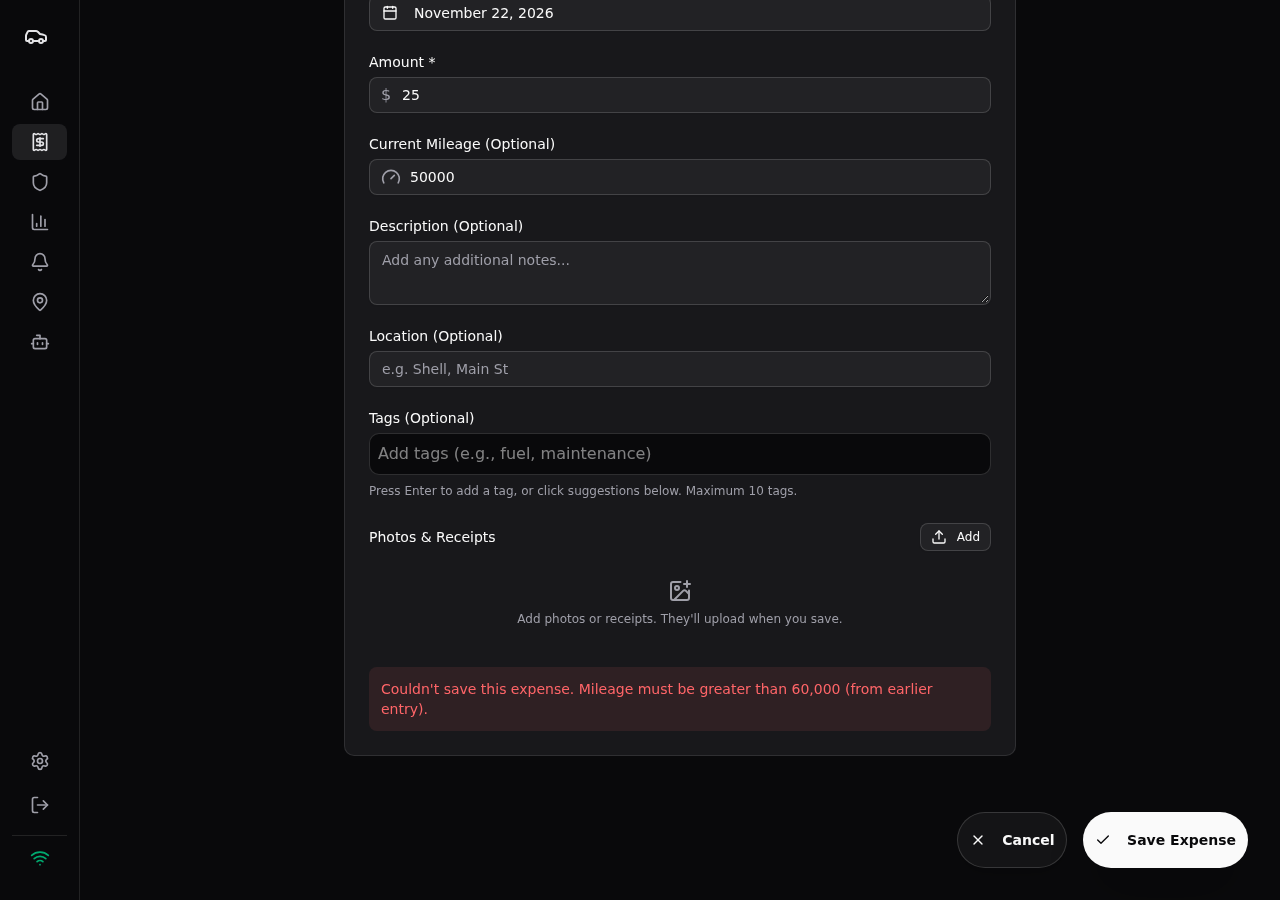 November 22, 2026
Amount *
$ 25
Current Mileage (Optional)
50000
Description (Optional)
Add any additional notes...
Location (Optional)
e.g. Shell, Main St
Tags (Optional)
Add tags (e.g., fuel, maintenance)
Press Enter to add a tag, or click suggestions below. Maximum 10 tags.
Photos & Receipts
Add
Add photos or receipts. They'll upload when you save.
Couldn't save this expense. Mileage must be greater than 60,000 (from earlier
entry).
Cancel
Save Expense